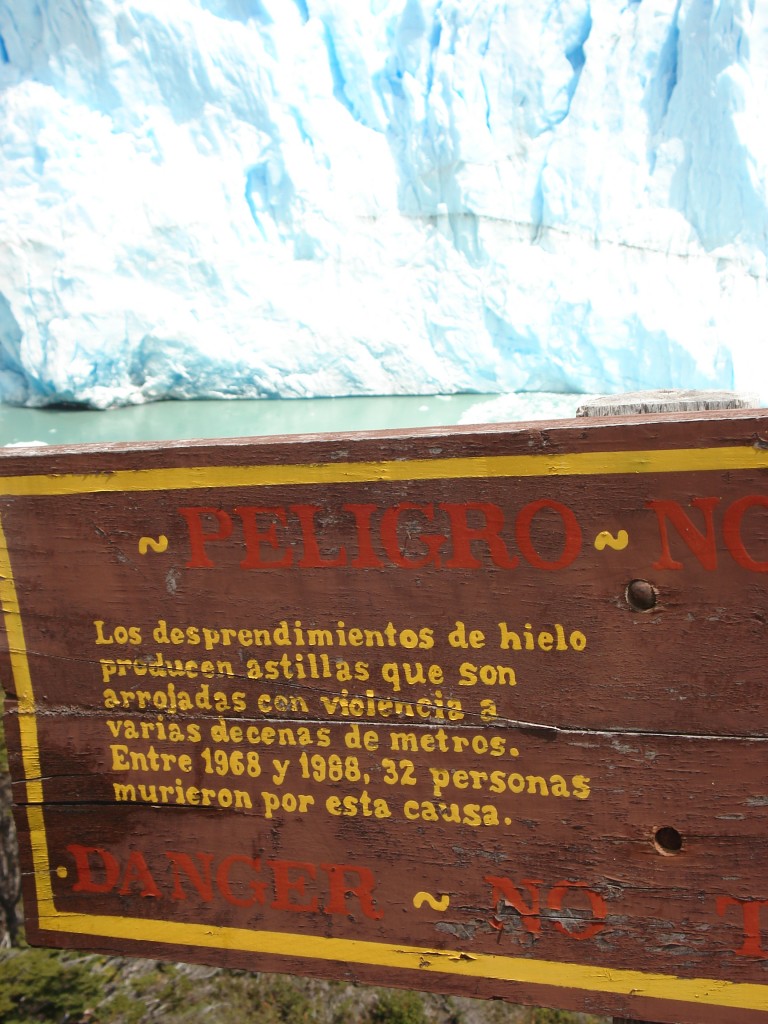 ~ PELIGRO ~ NO
Los desprendimientos de hielo
producen astillas que son
arrojadas con violencia a
varias decenas de metros.
Entre 1968 y 1988, 32 personas
murieron por esta causa.
· DANGER ~ NO T